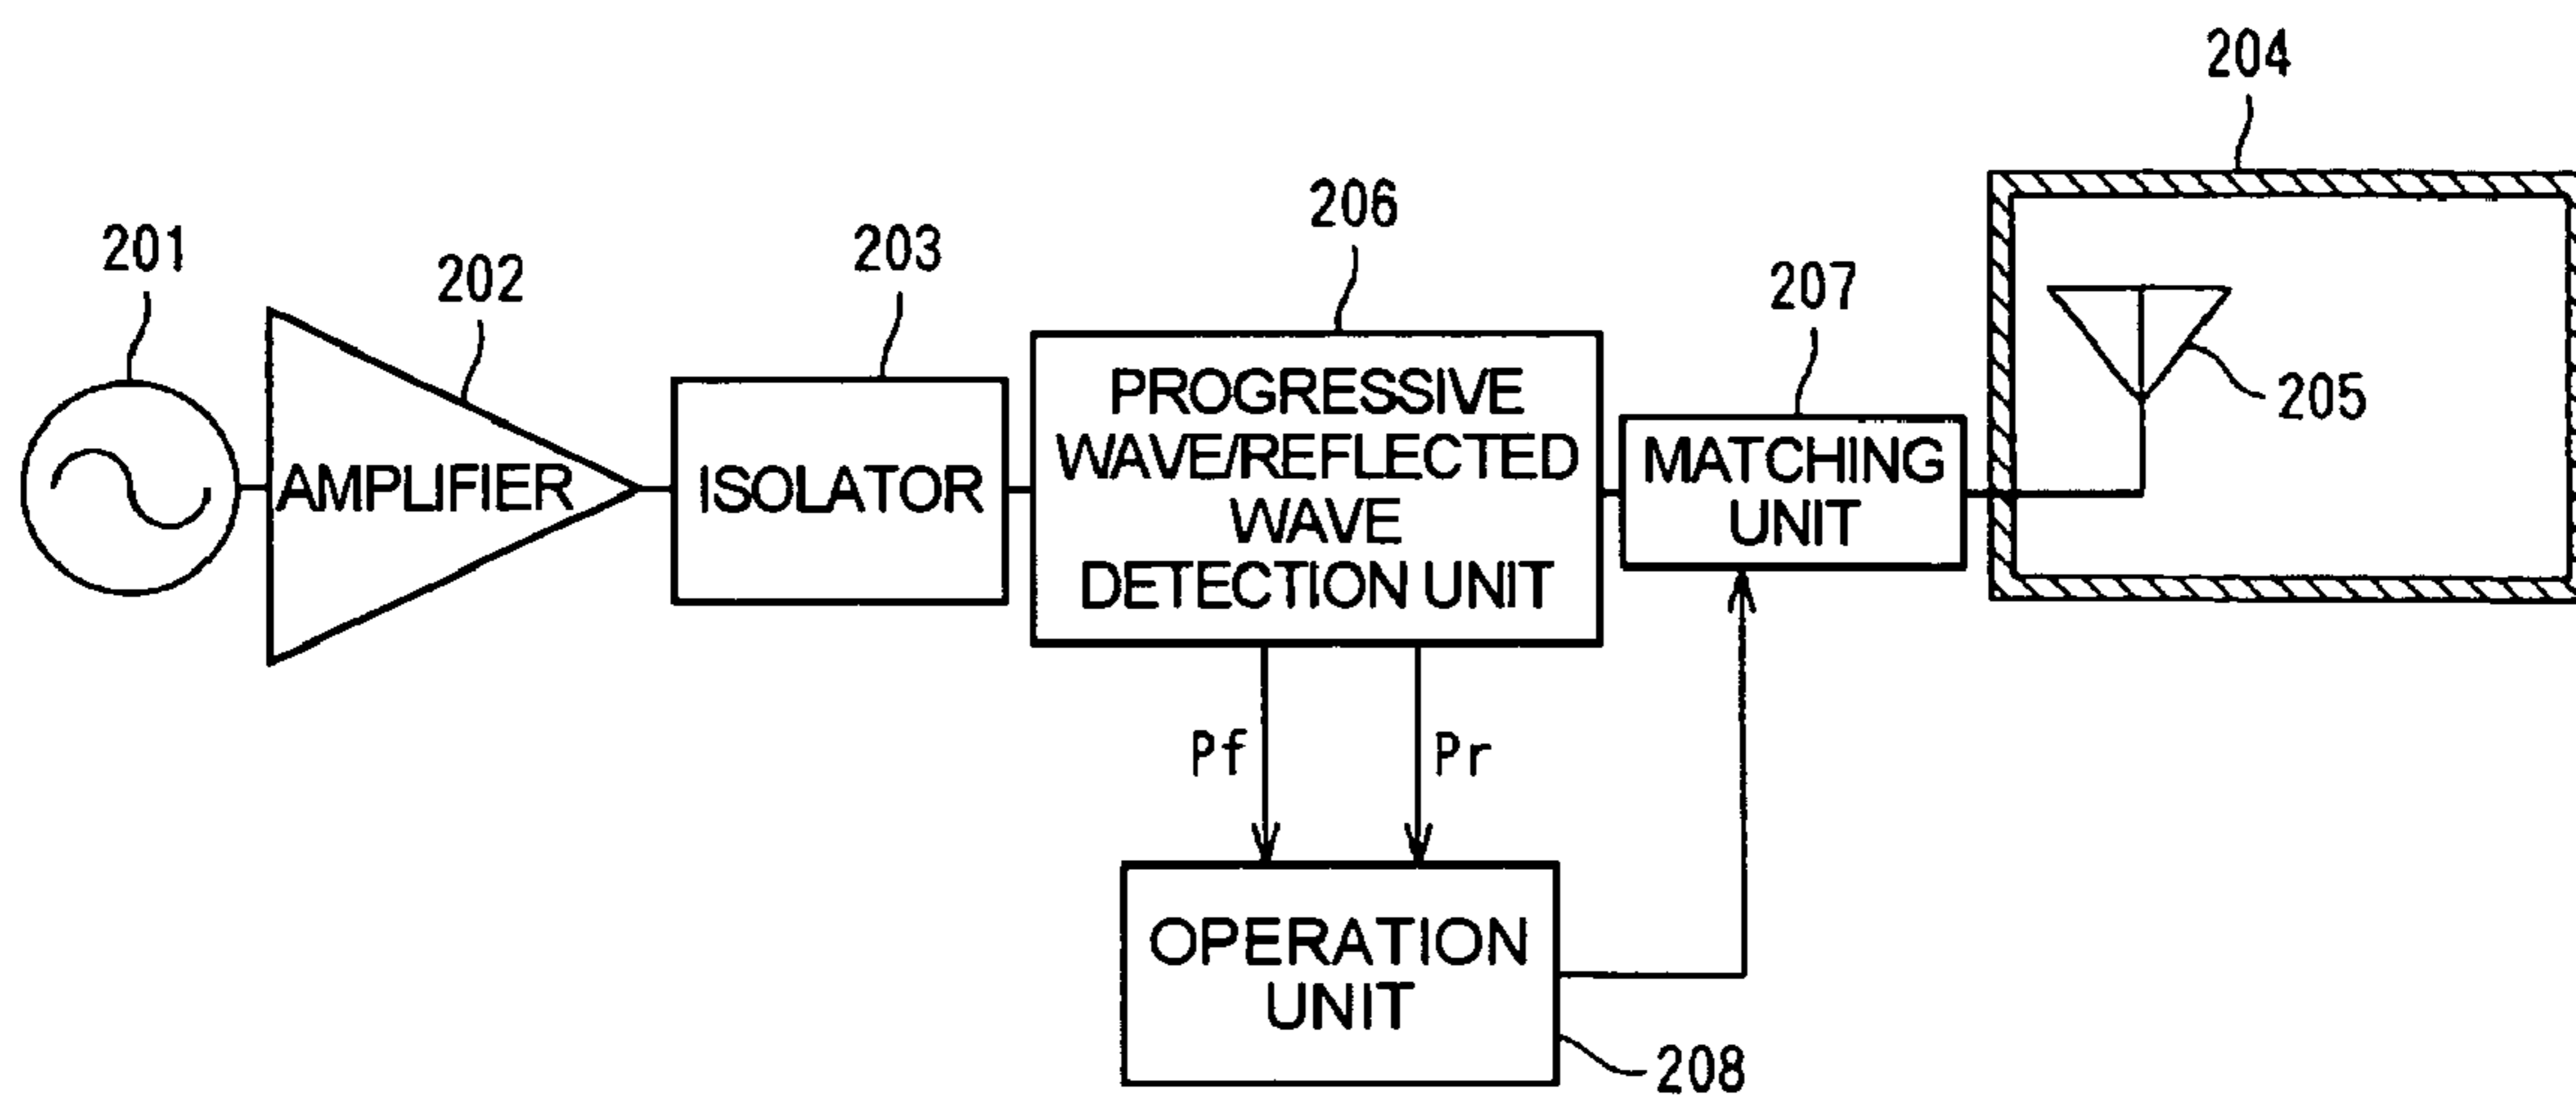 204
206
201
202
203
207
PROGRESSIVE
WAVE/REFLECTED
WAVE
DETECTION UNIT
205
AMPLIFIER
ISOLATOR
MATCHING
UNIT
Pf
Pr
OPERATION
UNIT
208